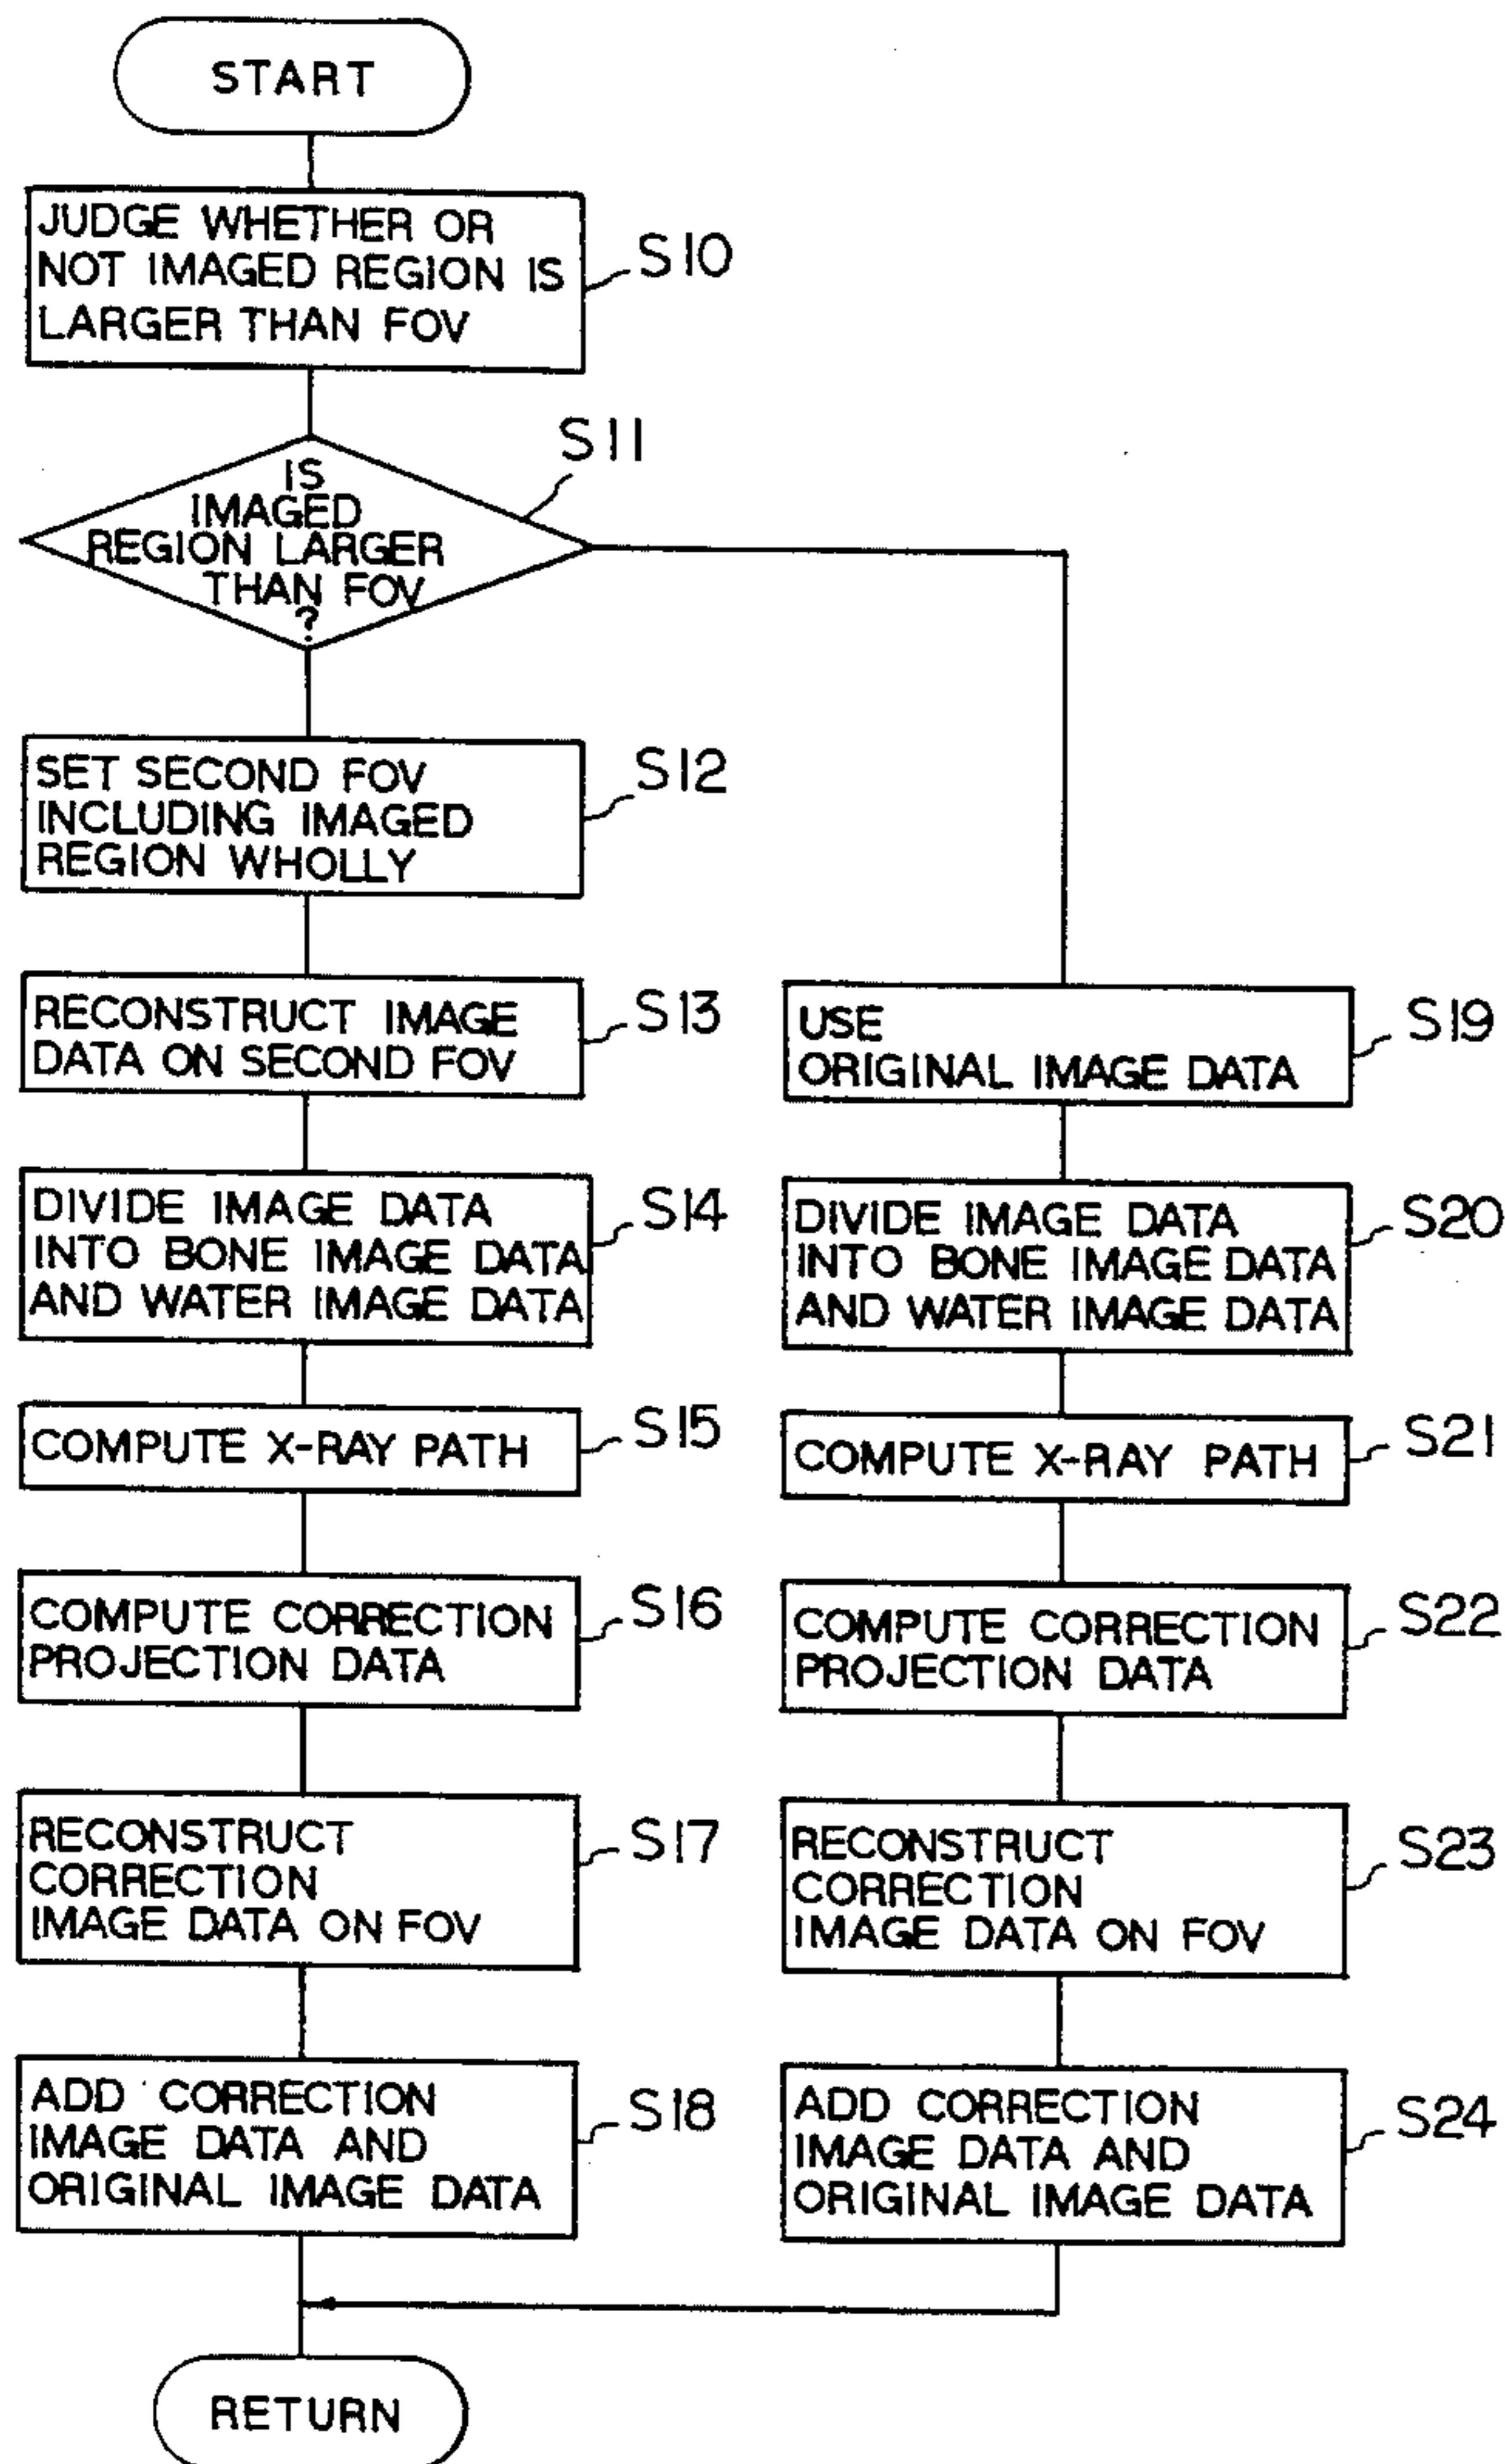 START
JUDGE WHETHER OR
NOT IMAGED REGION IS
LARGER THAN FOV
S10
IS
IMAGED
REGION LARGER
THAN FOV
?
S11
SET SECOND FOV
INCLUDING IMAGED
REGION WHOLLY
S12
RECONSTRUCT IMAGE
DATA ON SECOND FOV
S13
DIVIDE IMAGE DATA
INTO BONE IMAGE DATA
AND WATER IMAGE DATA
S14
COMPUTE X-RAY PATH
S15
COMPUTE CORRECTION
PROJECTION DATA
S16
RECONSTRUCT
CORRECTION
IMAGE DATA ON FOV
S17
ADD CORRECTION
IMAGE DATA AND
ORIGINAL IMAGE DATA
S18
USE
ORIGINAL IMAGE DATA
S19
DIVIDE IMAGE DATA
INTO BONE IMAGE DATA
AND WATER IMAGE DATA
S20
COMPUTE X-RAY PATH
S21
COMPUTE CORRECTION
PROJECTION DATA
S22
RECONSTRUCT
CORRECTION
IMAGE DATA ON FOV
S23
ADD CORRECTION
IMAGE DATA AND
ORIGINAL IMAGE DATA
S24
RETURN